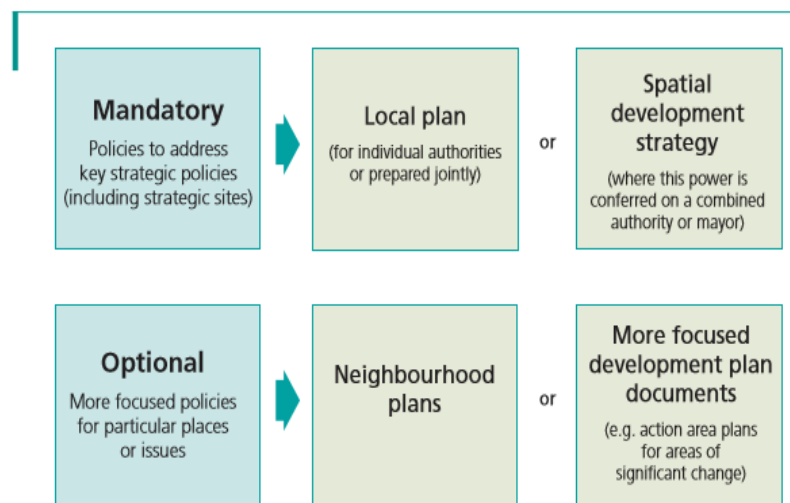 Mandatory
Policies to address
key strategic policies
(including strategic sites)
Local plan
(for individual authorities
or prepared jointly)
or
Spatial
development
strategy
(where this power is
conferred on a combined
authority or mayor)
Optional
More focused policies
for particular places
or issues
Neighbourhood
plans
or
More focused
development plan
documents
(e.g. action area plans
for areas of
significant change)